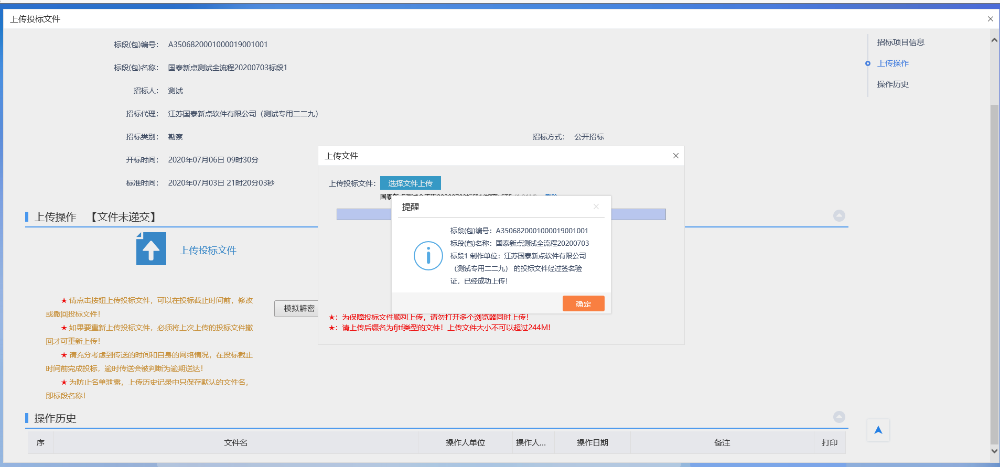 上传投标文件
标段(包)编号： A3506820001000019001001
标段(包)名称： 国泰新点测试全流程20200703标段1
招标人： 测试
招标代理： 江苏国泰新点软件有限公司（测试专用二二九）
招标类别： 勘察 招标方式： 公开招标
开标时间： 2020年07月06日 09时30分
标准时间： 2020年07月03日 21时20分03秒
招标项目信息
上传操作
操作历史
上传操作 【文件未递交】
上传投标文件
★ 请点击按钮上传投标文件，可以在投标截止时间前，修改
或撤回投标文件！
★ 如果要重新上传投标文件，必须将上次上传的投标文件撤
回才可重新上传！
★ 请充分考虑到传送的时间和自身的网络情况，在投标截止
时间前完成投标，逾时传送会被判断为逾期送达！
★ 为防止名单泄露，上传历史记录中只保存默认的文件名，
即标段名称！
模拟解密
上传文件
上传投标文件： 选择文件上传
提醒
标段(包)编号：A3506820001000019001001
标段(包)名称：国泰新点测试全流程20200703
标段1 制作单位：江苏国泰新点软件有限公司
（测试专用二二九） 的投标文件经过签名验
证，已经成功上传！
确定
★：为保障投标文件顺利上传，请勿打开多个浏览器同时上传！
★：请上传后缀名为fjtf类型的文件！上传文件大小不可以超过244M！
操作历史
序 文件名 操作人单位 操作人... 操作日期 备注 打印